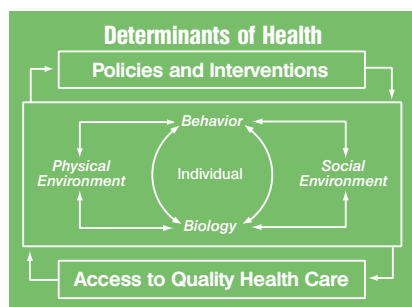 Determinants of Health
Policies and Interventions
Behavior
Physical
Environment
Individual
Social
Environment
Biology
Access to Quality Health Care